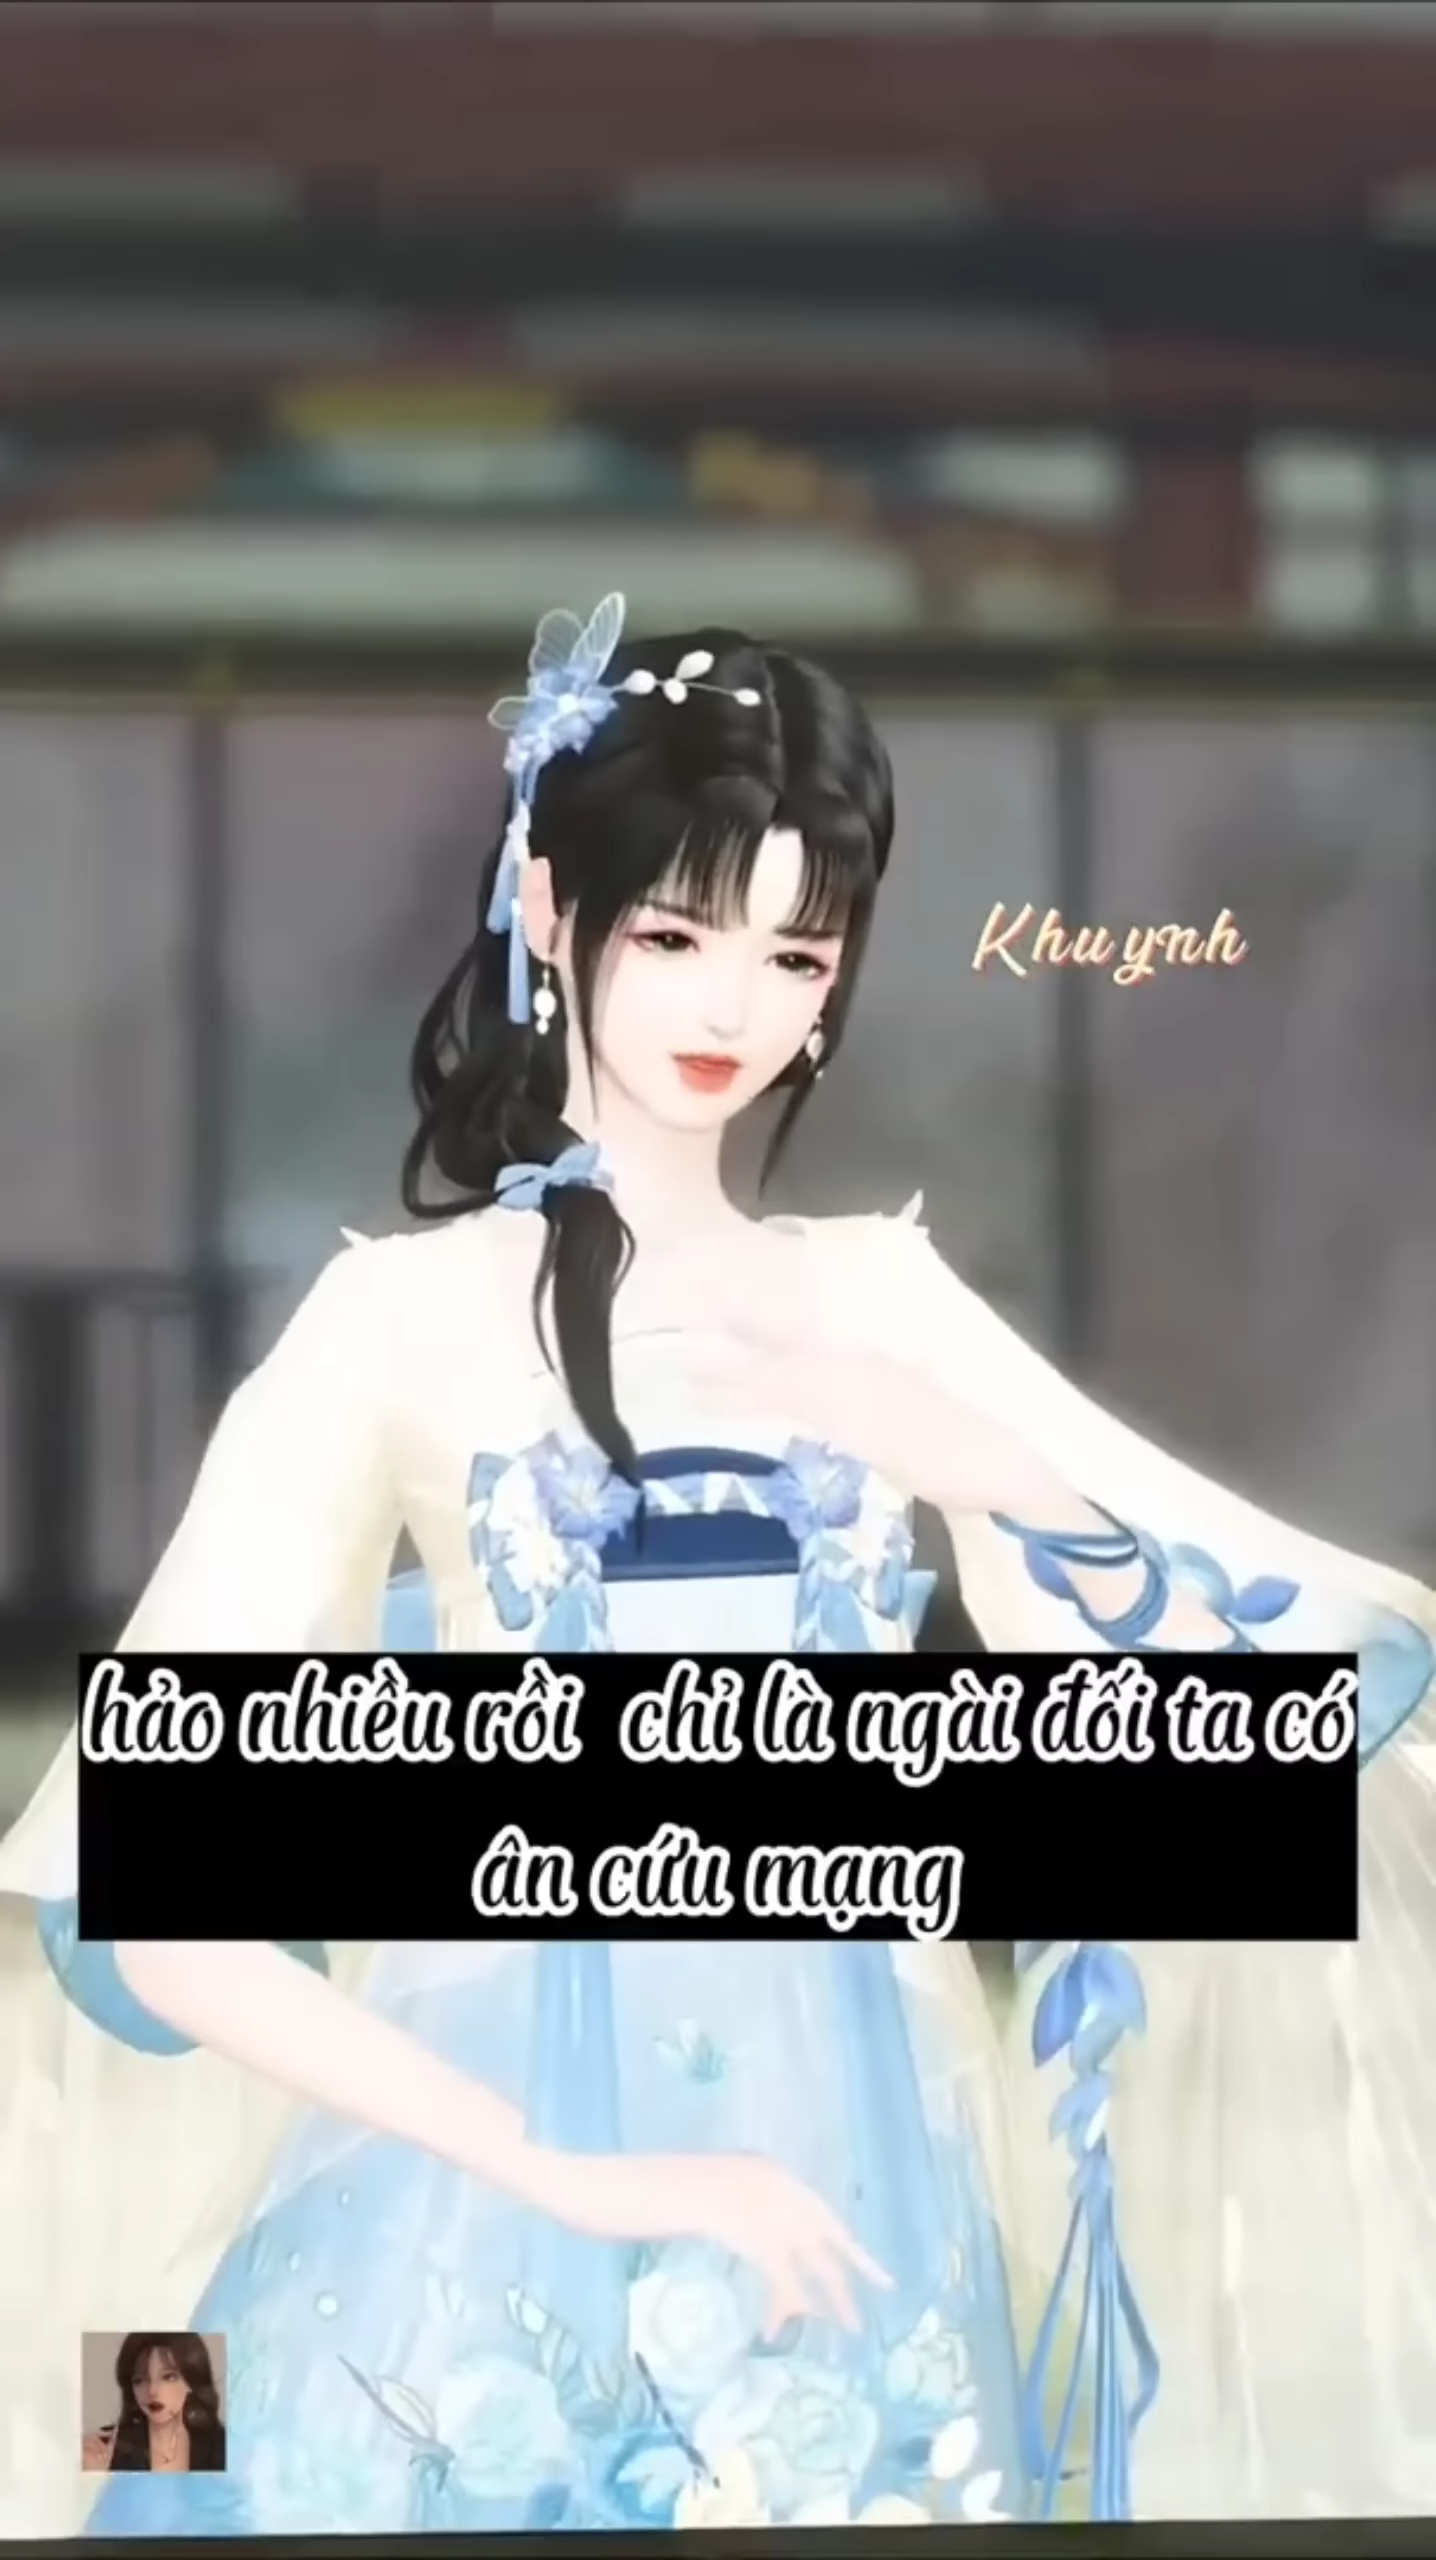 Khuynh
hảo nhiều rồi chỉ là ngài đối ta có
ân cứu mạng